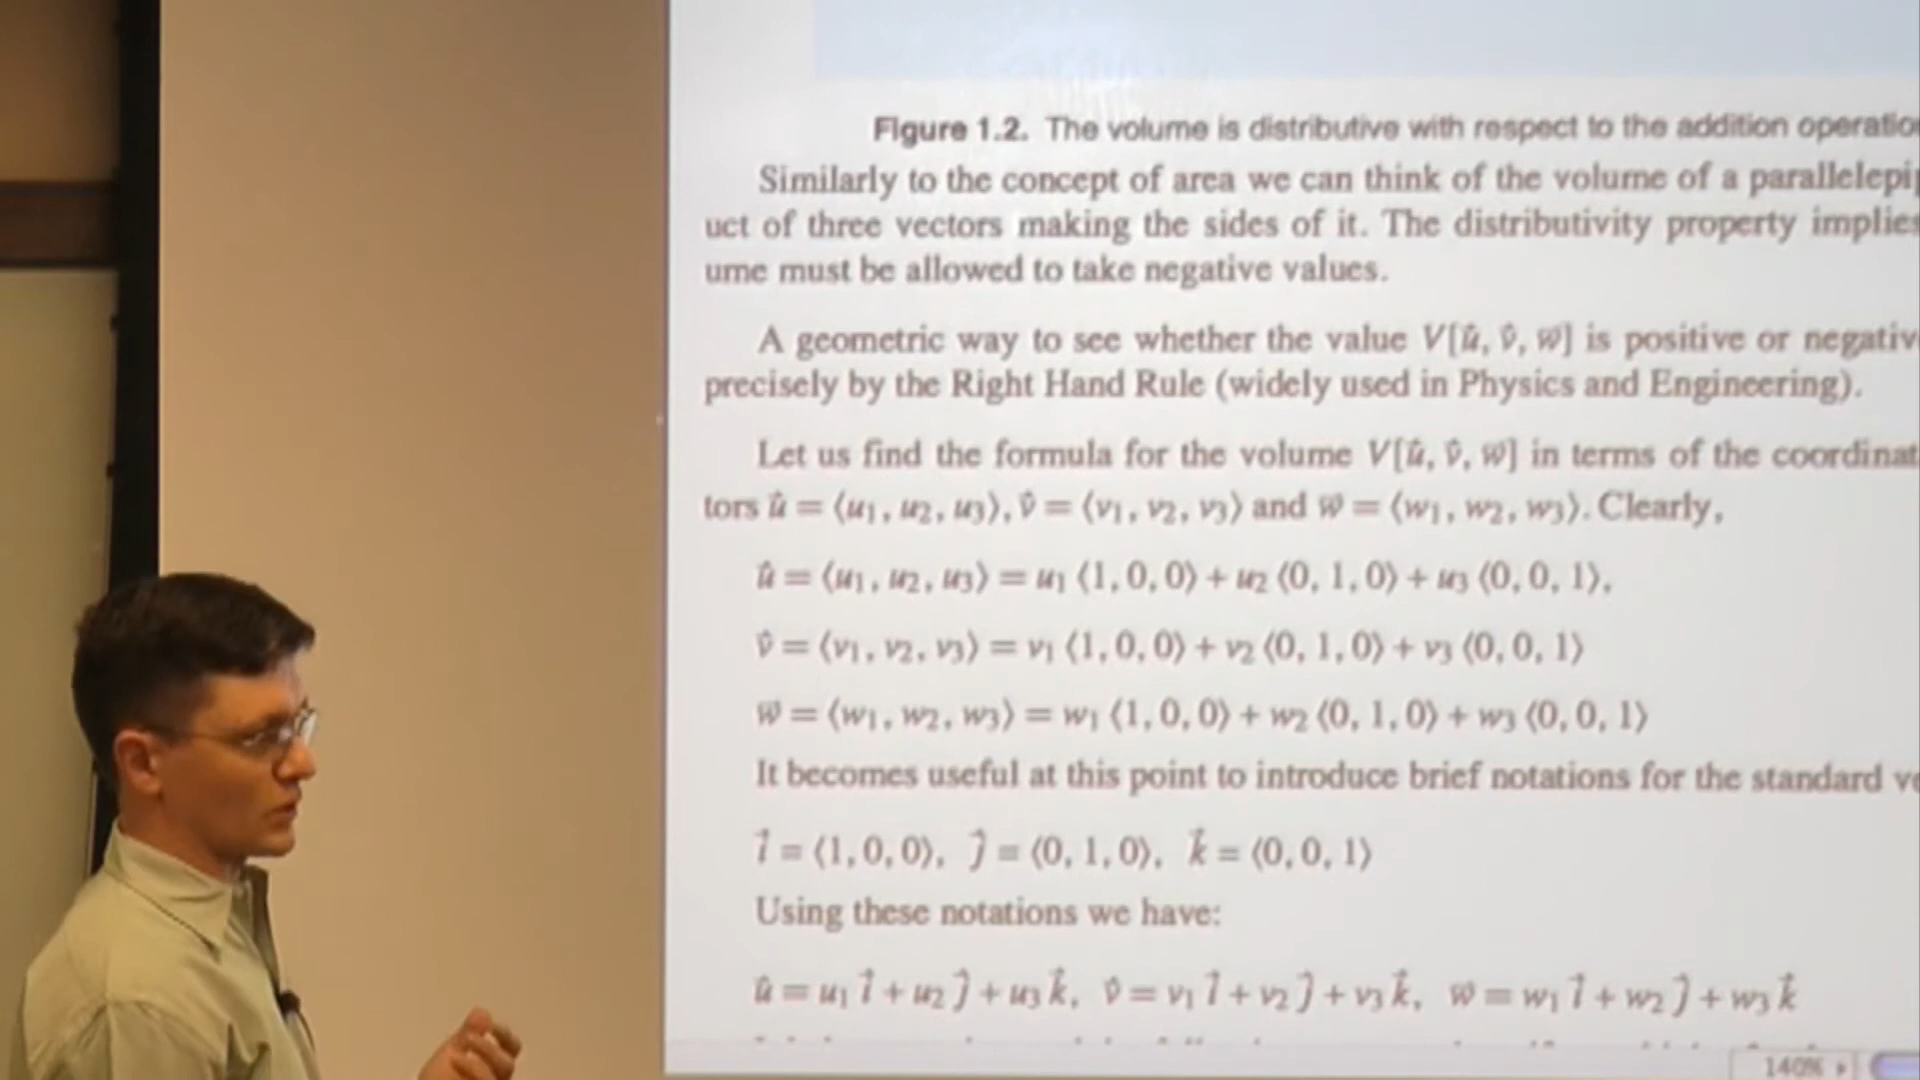 Figure 1.2. The volume is distributive with respect to the addition operatio
Similarly to the concept of area we can think of the volume of a parallelepi
uct of three vectors making the sides of it. The distributivity property implies
ume must be allowed to take negative values.
A geometric way to see whether the value V[u⃗, v⃗, w⃗] is positive or negativ
precisely by the Right Hand Rule (widely used in Physics and Engineering).
Let us find the formula for the volume V[u⃗, v⃗, w⃗] in terms of the coordinat
tors u⃗ = ⟨u₁, u₂, u₃⟩, v⃗ = ⟨v₁, v₂, v₃⟩ and w⃗ = ⟨w₁, w₂, w₃⟩. Clearly,
u⃗ = ⟨u₁, u₂, u₃⟩ = u₁ ⟨1, 0, 0⟩ + u₂ ⟨0, 1, 0⟩ + u₃ ⟨0, 0, 1⟩,
v⃗ = ⟨v₁, v₂, v₃⟩ = v₁ ⟨1, 0, 0⟩ + v₂ ⟨0, 1, 0⟩ + v₃ ⟨0, 0, 1⟩
w⃗ = ⟨w₁, w₂, w₃⟩ = w₁ ⟨1, 0, 0⟩ + w₂ ⟨0, 1, 0⟩ + w₃ ⟨0, 0, 1⟩
It becomes useful at this point to introduce brief notations for the standard ve
i⃗ = ⟨1, 0, 0⟩, j⃗ = ⟨0, 1, 0⟩, k⃗ = ⟨0, 0, 1⟩
Using these notations we have:
u⃗ = u₁ i⃗ + u₂ j⃗ + u₃ k⃗, v⃗ = v₁ i⃗ + v₂ j⃗ + v₃ k⃗, w⃗ = w₁ i⃗ + w₂ j⃗ + w₃ k⃗
140%